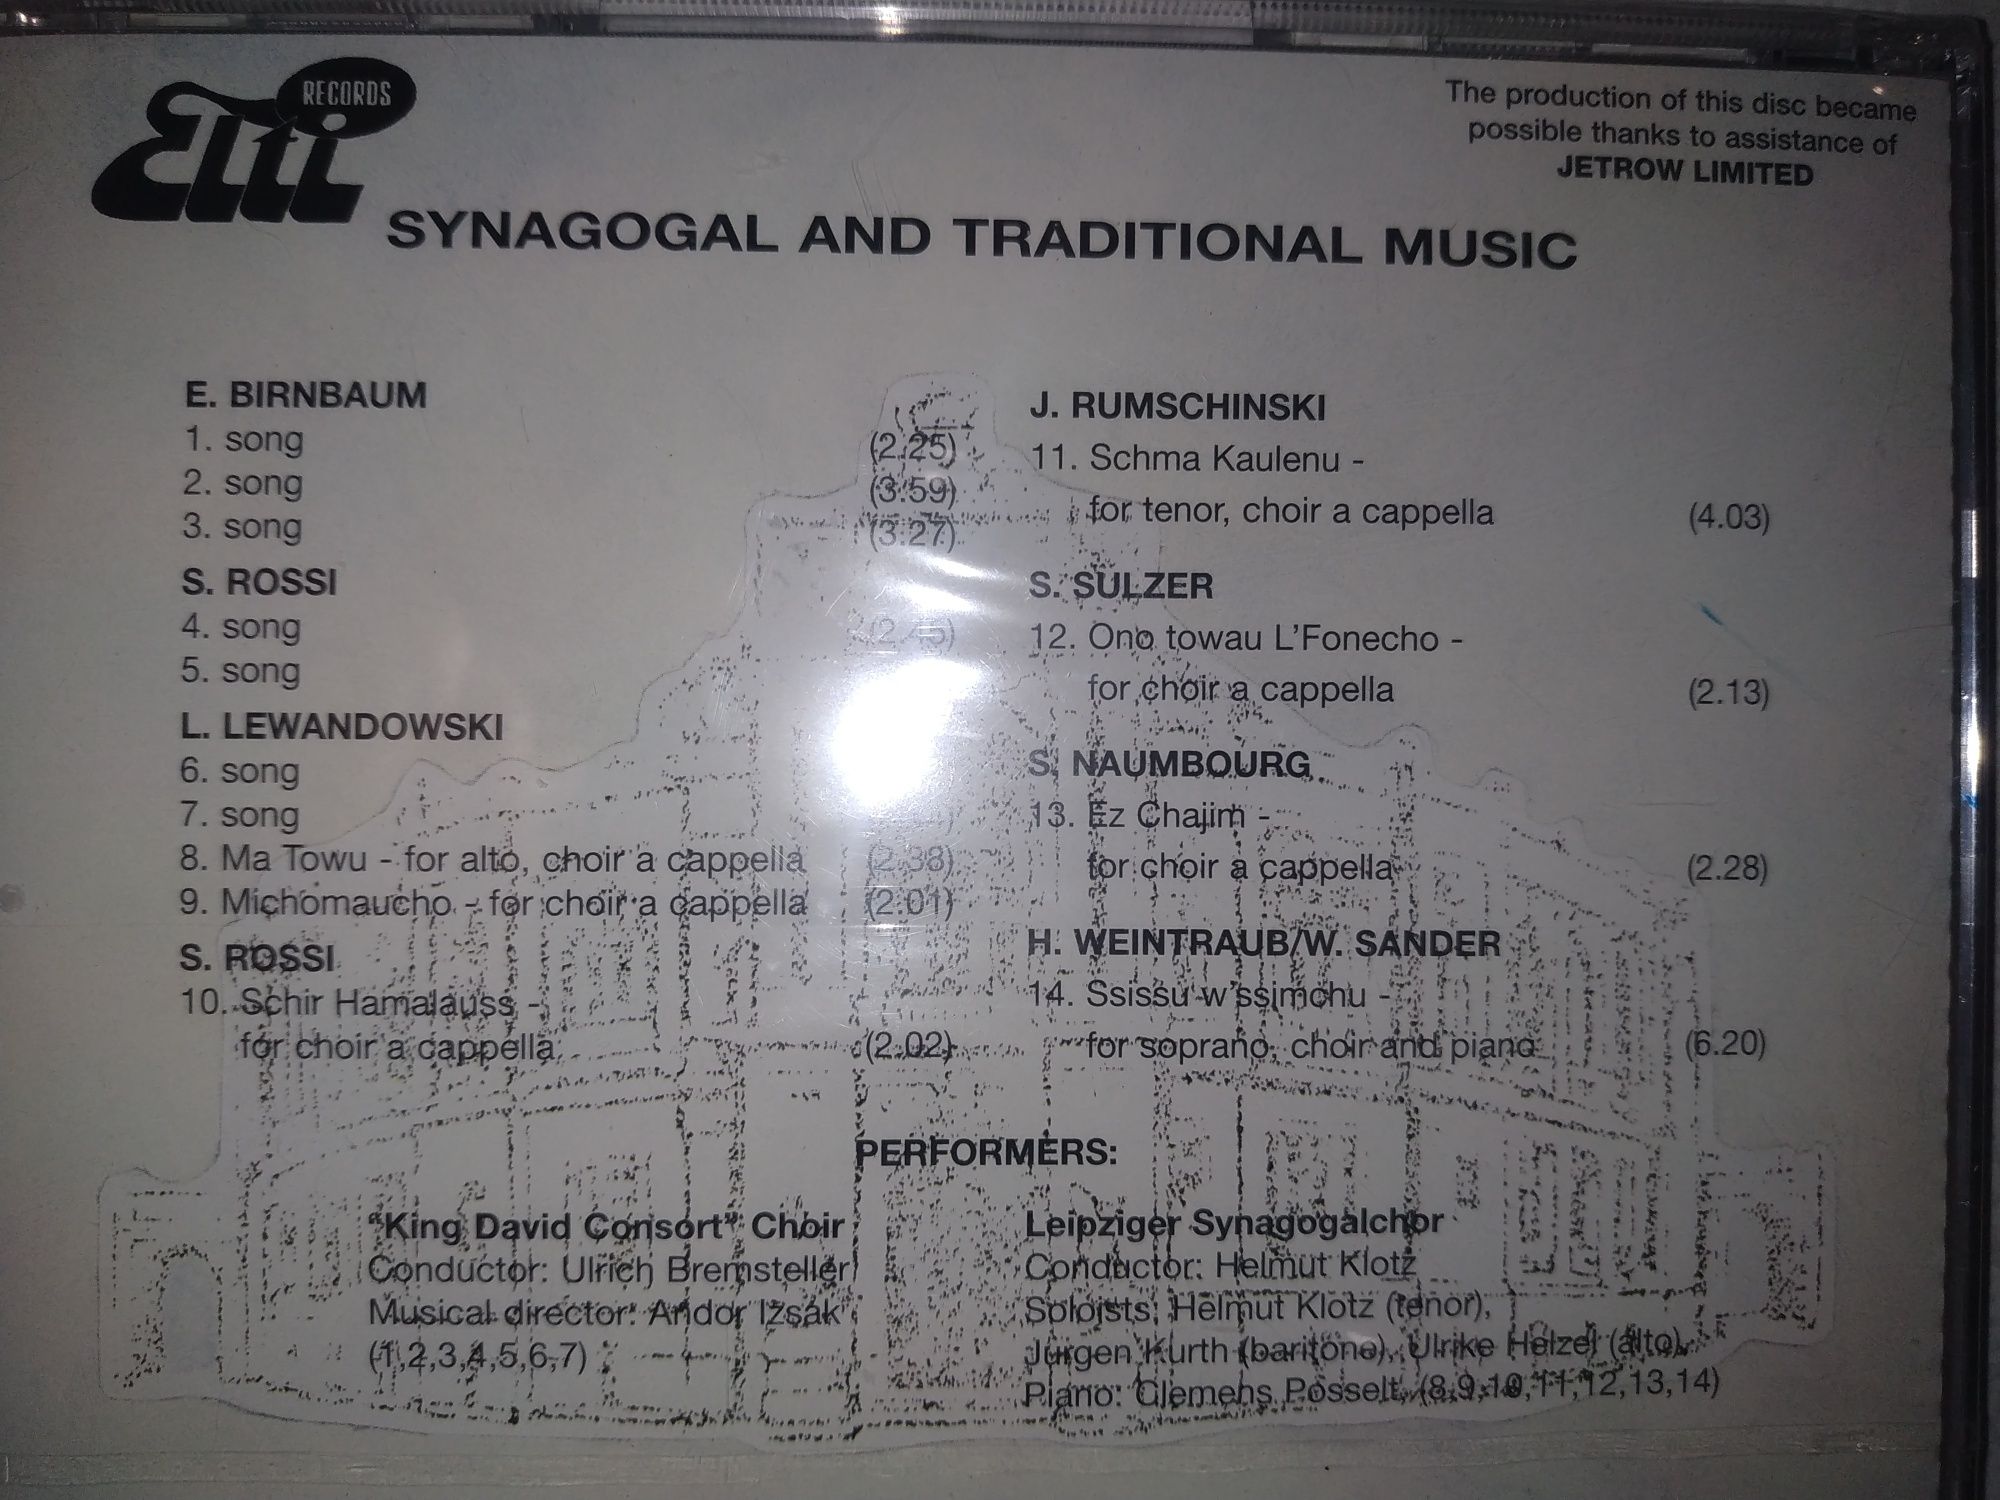 Elti RECORDS
The production of this disc became
possible thanks to assistance of
JETROW LIMITED
SYNAGOGAL AND TRADITIONAL MUSIC
E. BIRNBAUM
1. song (2.25)
2. song (3.59)
3. song (3.27)
S. ROSSI
4. song (2.45)
5. song
L. LEWANDOWSKI
6. song
7. song
8. Ma Towu - for alto, choir a cappella (2.38)
9. Michomaucho - for choir a cappella (2.01)
S. ROSSI
10. Schir Hamalauss -
for choir a cappella (2.02)
J. RUMSCHINSKI
11. Schma Kaulenu -
for tenor, choir a cappella (4.03)
S. SULZER
12. Ono towau L'Fonecho -
for choir a cappella (2.13)
S. NAUMBOURG
13. Ez Chajim -
for choir a cappella (2.28)
H. WEINTRAUB/W. SANDER
14. Ssissu w'ssimchu -
for soprano, choir and piano (6.20)
PERFORMERS:
"King David Consort" Choir
Conductor: Ulrich Bremsteller
Musical director: Andor Izsák
(1,2,3,4,5,6,7)
Leipziger Synagogalchor
Conductor: Helmut Klotz
Soloists: Helmut Klotz (tenor),
Jürgen Kurth (baritone), Ulrike Helzel (alto),
Piano: Clemens Posselt, (8,9,10,11,12,13,14)